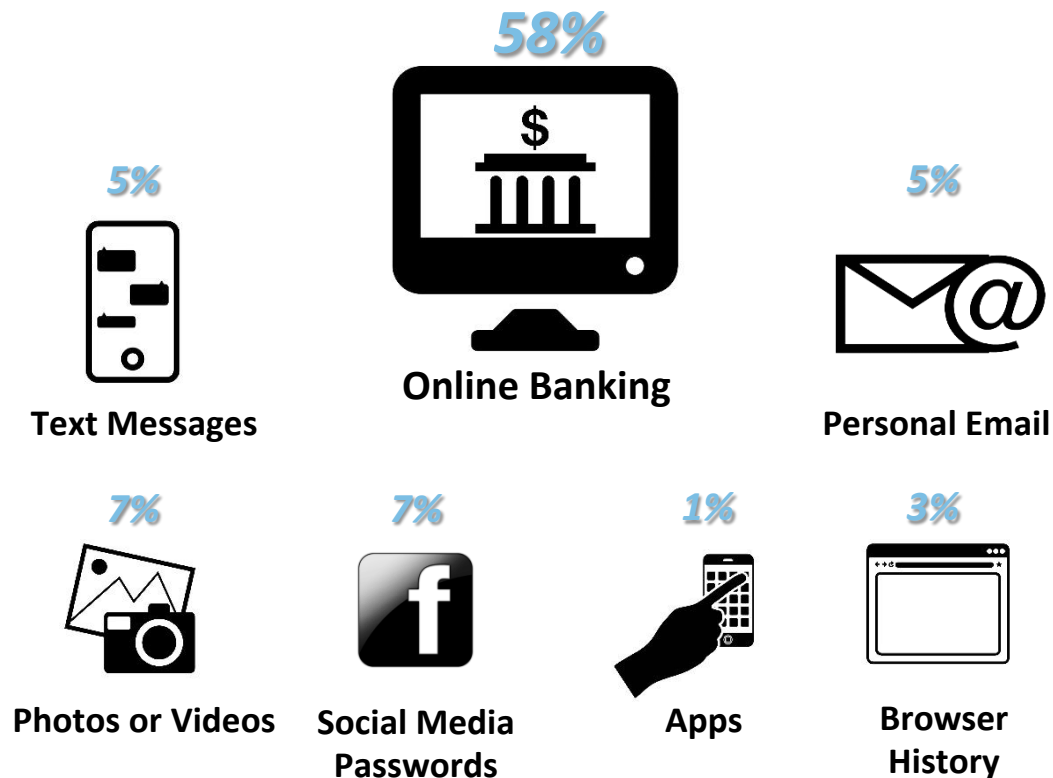 58%
$
Online Banking
5%
Text Messages
5%
@
Personal Email
7%
Photos or Videos
7%
f
Social Media
Passwords
1%
Apps
3%
Browser
History